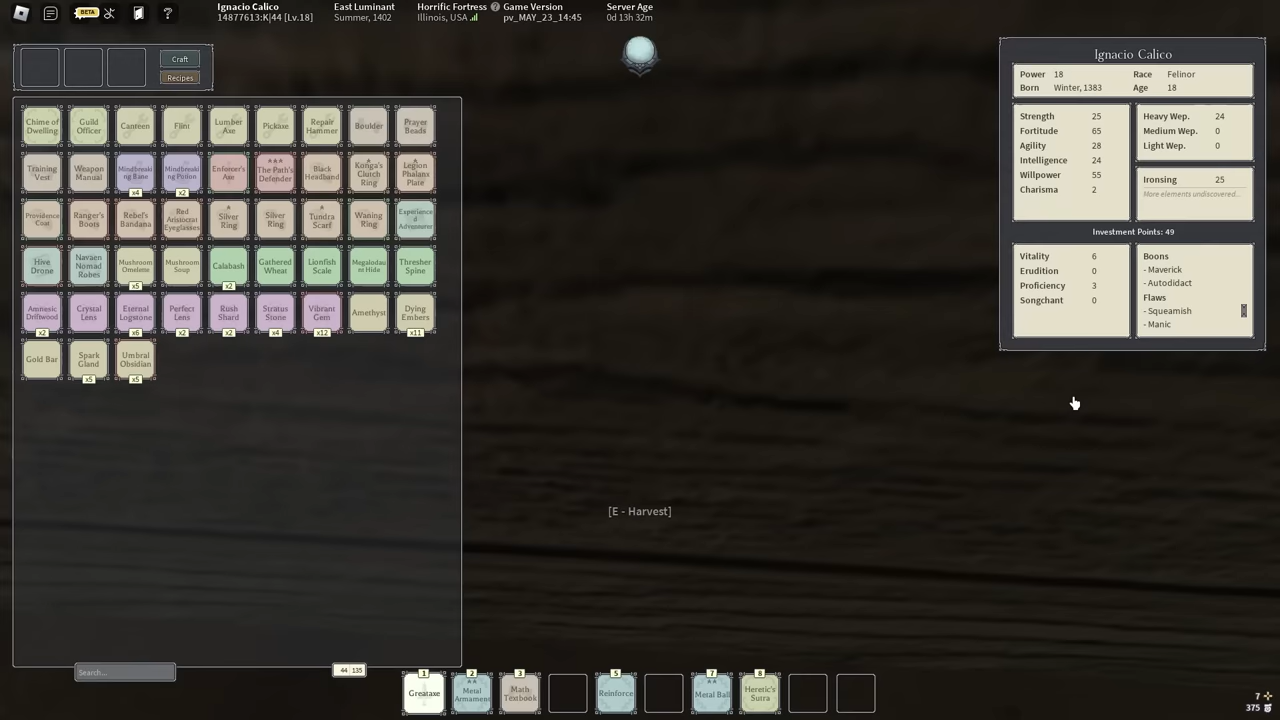 BETA
?
Ignacio Calico
14877613:K|44 [Lv.18]
East Luminant
Summer, 1402
Horrific Fortress ?
Illinois, USA
Game Version
pv_MAY_23_14:45
Server Age
0d 13h 32m
Craft
Recipes
Chime of Dwelling
Guild Officer
Canteen
Flint
Lumber Axe
Pickaxe
Repair Hammer
Boulder
Prayer Beads
Training Vest
Weapon Manual
Mindbreaking Bane
x4
Mindbreaking Potion
x2
Enforcer's Axe
The Path's Defender
Black Headband
Konga's Clutch Ring
Legion Phalanx Plate
Providence Coat
Ranger's Boots
Rebel's Bandana
Red Aristocrat Eyeglasses
Silver Ring
Silver Ring
Tundra Scarf
Waning Ring
Experienced Adventurer
Hive Drone
Navaen Nomad Robes
Mushroom Omelette
x5
Mushroom Soup
Calabash
x2
Gathered Wheat
Lionfish Scale
Megalodaunt Hide
Thresher Spine
Amnesic Driftwood
x2
Crystal Lens
Eternal Logstone
x6
Perfect Lens
x2
Rush Shard
x2
Stratus Stone
x4
Vibrant Gem
x12
Amethyst
Dying Embers
x11
Gold Bar
Spark Gland
x5
Umbral Obsidian
x5
Search...
44 135
Ignacio Calico
Power 18 Race Felinor
Born Winter, 1383 Age 18
Strength 25
Fortitude 65
Agility 28
Intelligence 24
Willpower 55
Charisma 2
Heavy Wep. 24
Medium Wep. 0
Light Wep. 0
Ironsing 25
More elements undiscovered...
Investment Points: 49
Vitality 6
Erudition 0
Proficiency 3
Songchant 0
Boons
- Maverick
- Autodidact
Flaws
- Squeamish
- Manic
[E - Harvest]
1
Greataxe
2
Metal Armament
3
Math Textbook
5
Reinforce
7
Metal Ball
8
Heretic's Sutra
7
375